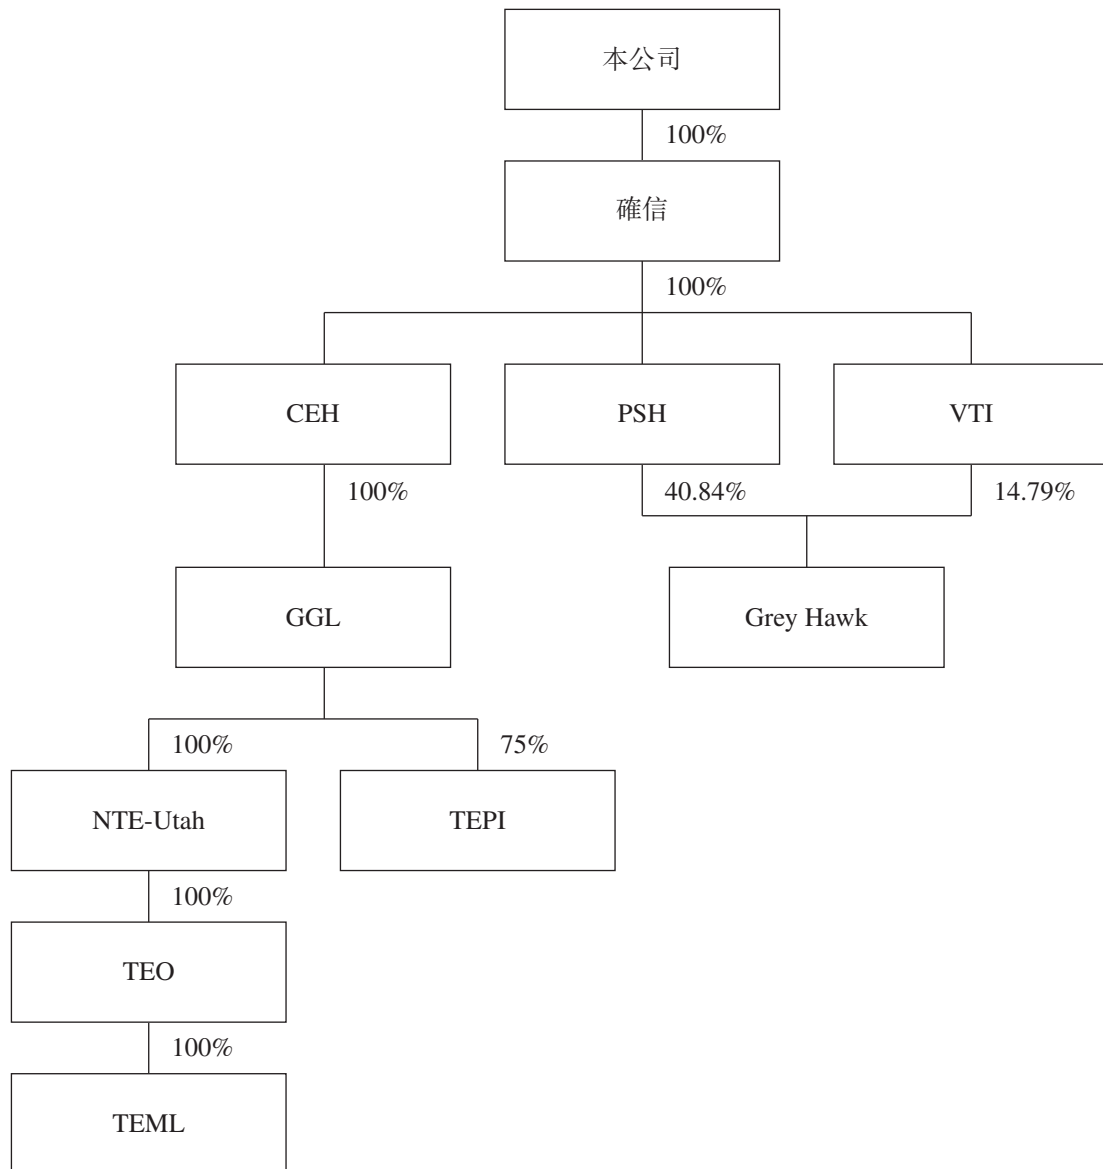 本公司
100%
確信
100%
CEH
PSH
VTI
100%
40.84%
14.79%
GGL
Grey Hawk
100%
75%
NTE-Utah
TEPI
100%
TEO
100%
TEML